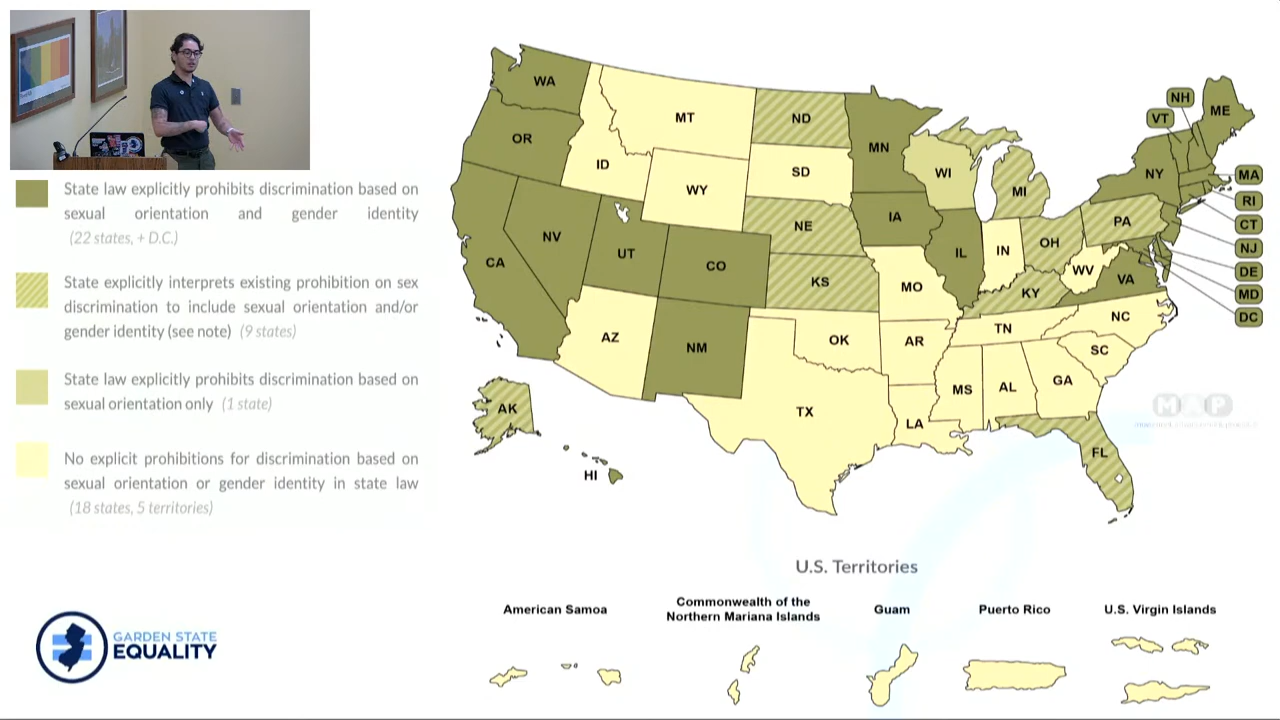 State law explicitly prohibits discrimination based on
sexual orientation and gender identity
(22 states, + D.C.)
State explicitly interprets existing prohibition on sex
discrimination to include sexual orientation and/or
gender identity (see note) (9 states)
State law explicitly prohibits discrimination based on
sexual orientation only (1 state)
No explicit prohibitions for discrimination based on
sexual orientation or gender identity in state law
(18 states, 5 territories)
WA
OR
CA
NV
ID
MT
WY
UT
CO
AZ
NM
ND
SD
NE
KS
OK
TX
MN
IA
MO
AR
LA
WI
IL
MI
IN
OH
KY
TN
MS
AL
GA
FL
SC
NC
VA
WV
PA
NY
VT
NH
ME
MA
RI
CT
NJ
DE
MD
DC
AK
HI
MAP
U.S. Territories
American Samoa
Commonwealth of the
Northern Mariana Islands
Guam
Puerto Rico
U.S. Virgin Islands
GARDEN STATE
EQUALITY